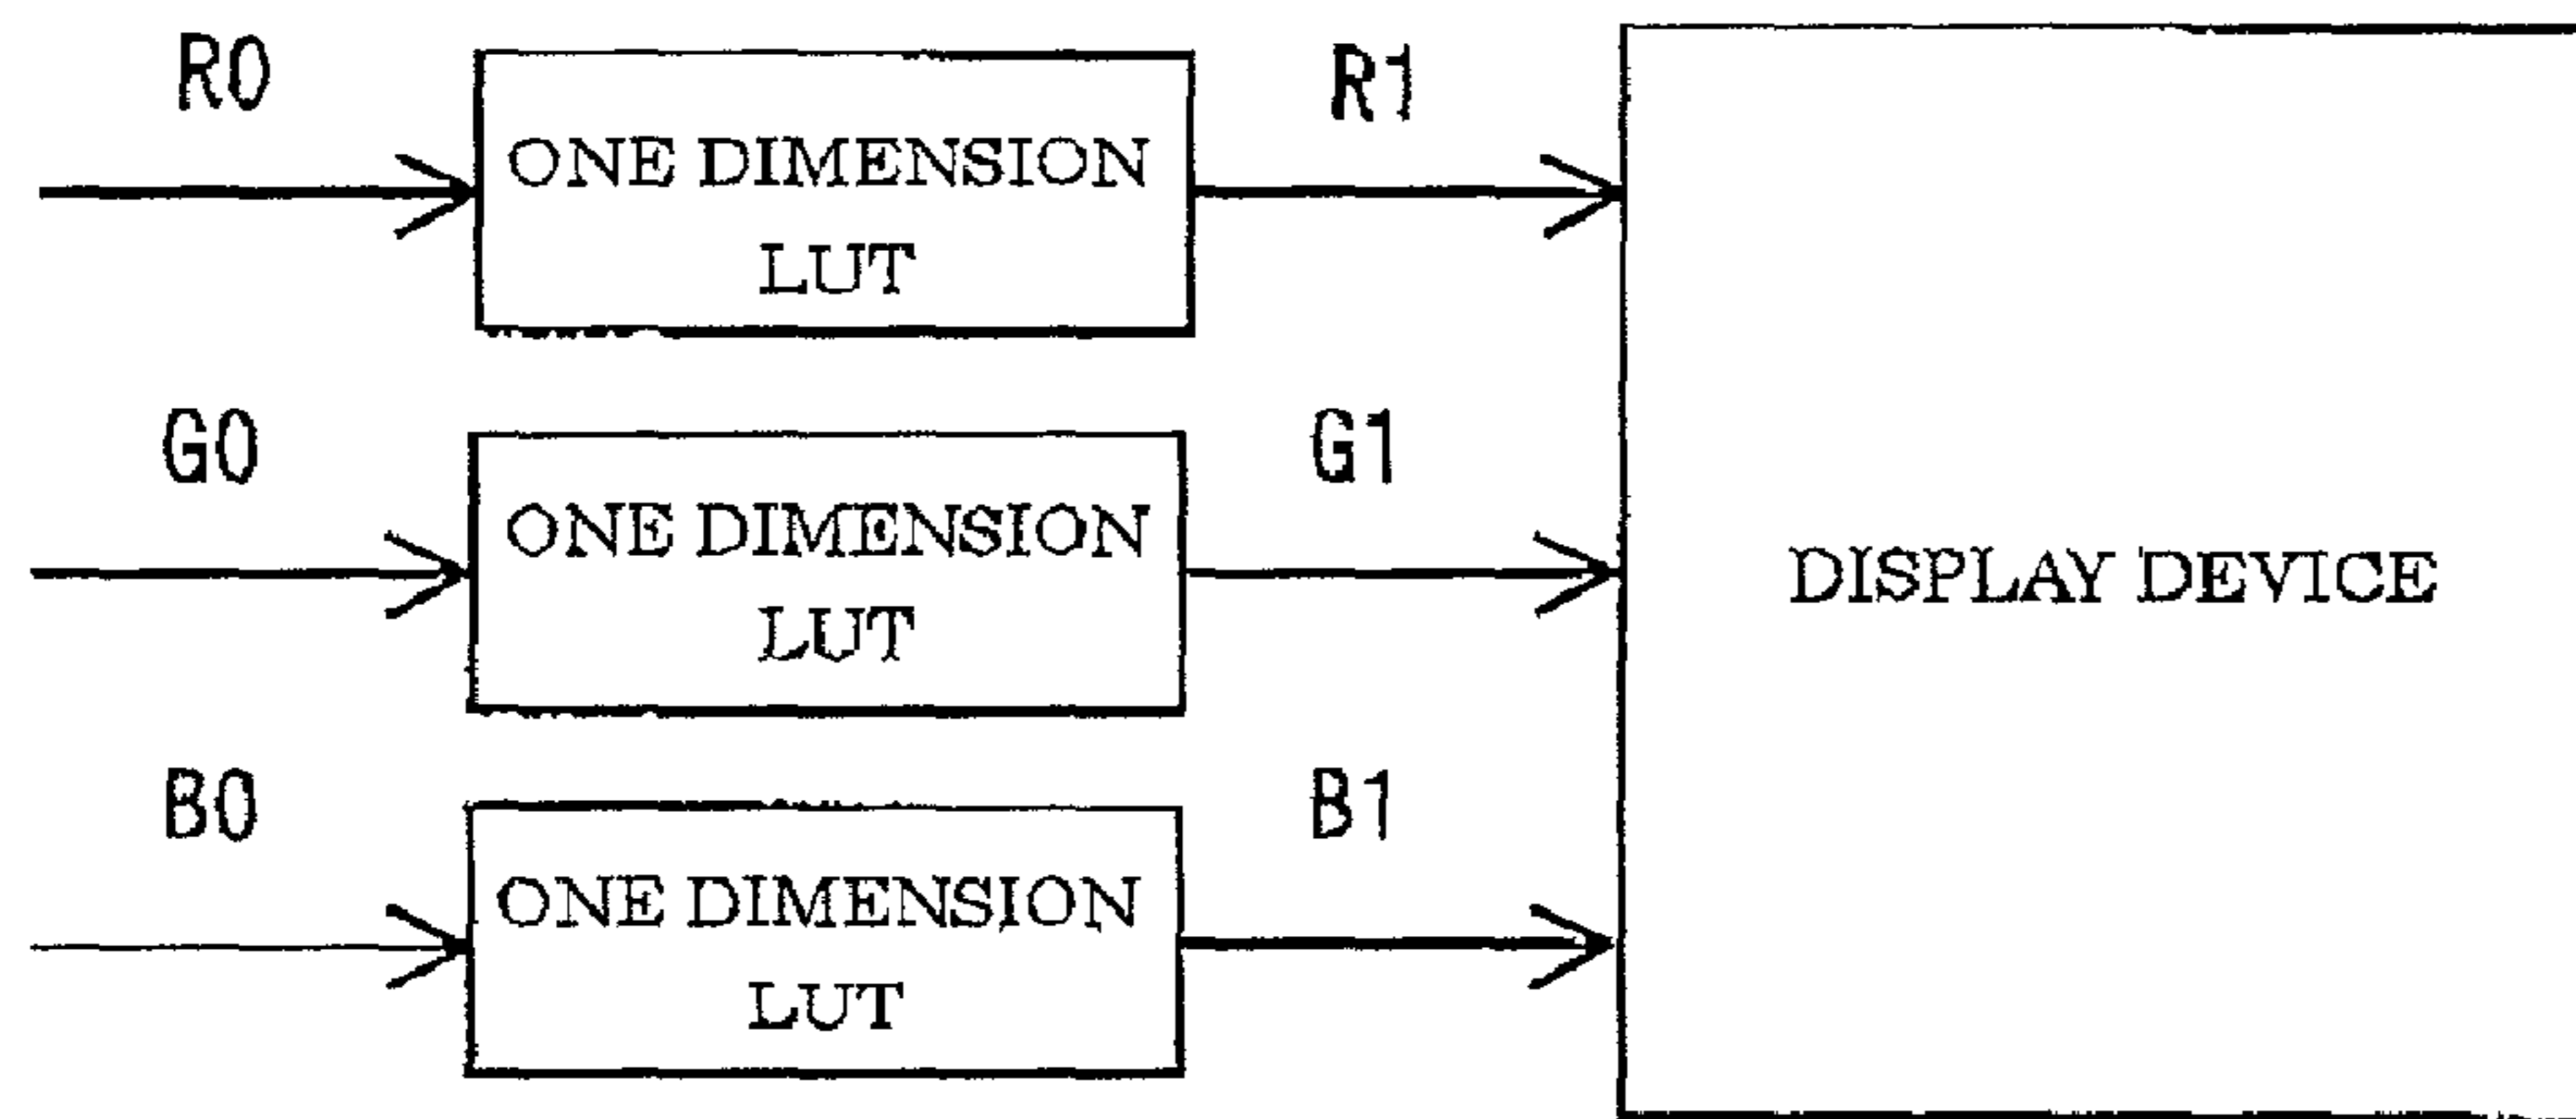 R0
ONE DIMENSION
LUT
R1
G0
ONE DIMENSION
LUT
G1
B0
ONE DIMENSION
LUT
B1
DISPLAY DEVICE